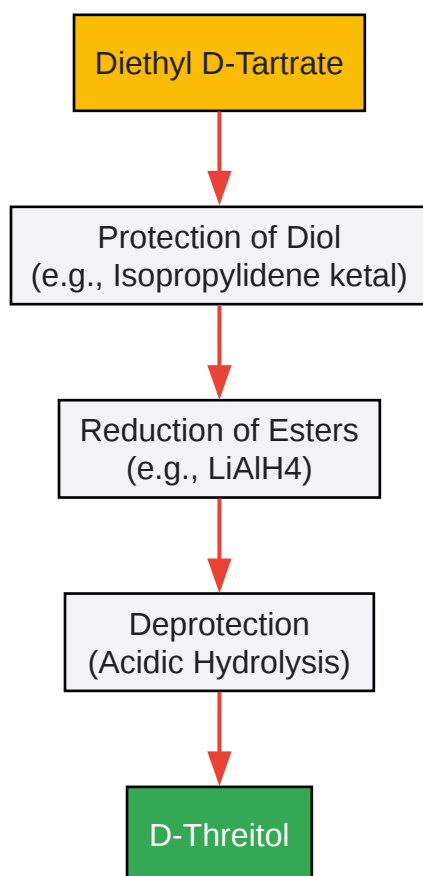 Diethyl D-Tartrate
Protection of Diol
(e.g., Isopropylidene ketal)
Reduction of Esters
(e.g., LiAlH4)
Deprotection
(Acidic Hydrolysis)
D-Threitol